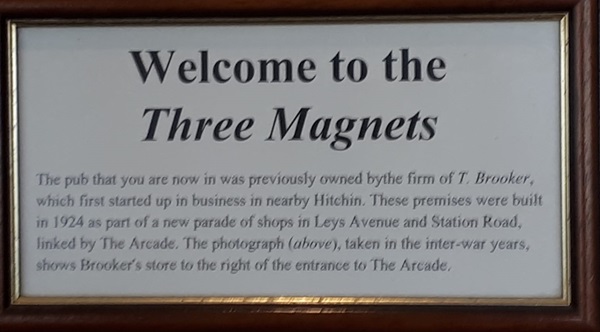 Welcome to the
Three Magnets
The pub that you are now in was previously owned bythe firm of T. Brooker,
which first started up in business in nearby Hitchin. These premises were built
in 1924 as part of a new parade of shops in Leys Avenue and Station Road,
linked by The Arcade. The photograph (above), taken in the inter-war years,
shows Brooker's store to the right of the entrance to The Arcade.